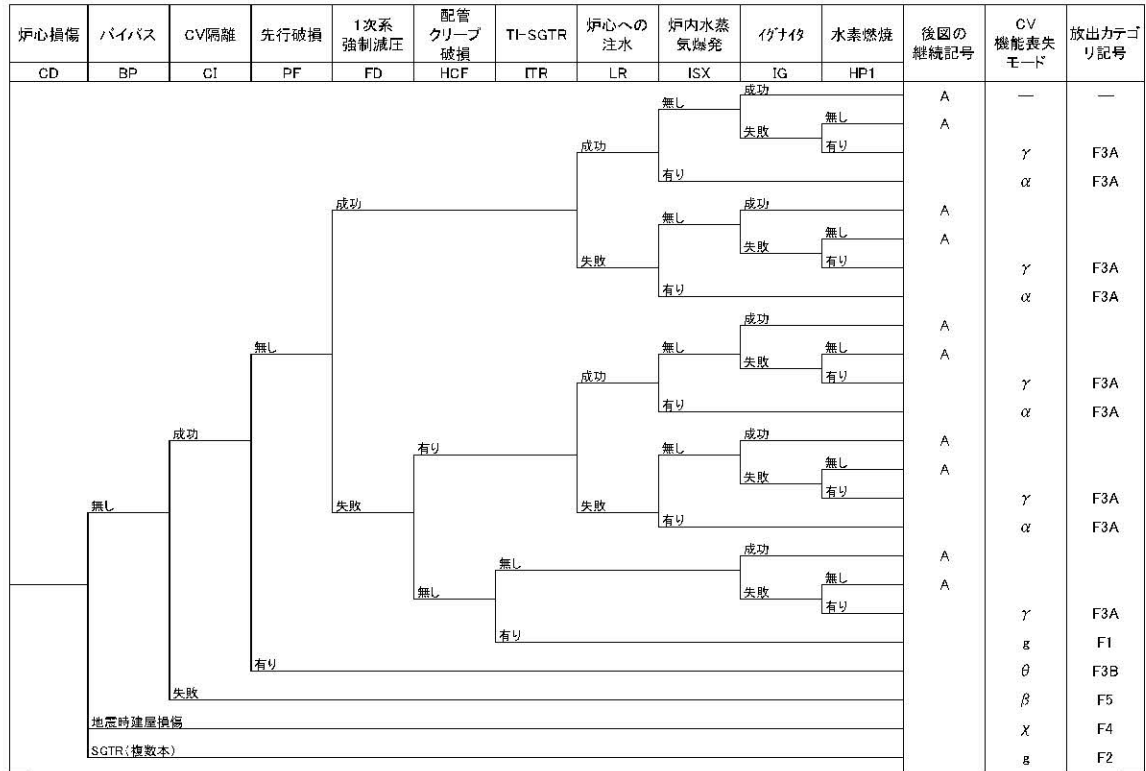 炉心損傷 バイパス CV隔離 先行破損 1次系強制減圧 配管クリープ破損 TI-SGTR 炉心への注水 炉内水蒸気爆発 イグナイタ 水素燃焼 後図の継続記号 CV機能喪失モード 放出カテゴリ記号
CD BP CI PF FD HCF ITR LR ISX IG HP1
成功 A — —
無し
無し A
失敗
成功 有り γ F3A
有り α F3A
成功 成功 A
無し
無し A
失敗
失敗 有り γ F3A
有り α F3A
成功 A
無し 無し 無し A
失敗
成功 有り γ F3A
有り α F3A
成功 有り 無し 成功 A
無し A
失敗
無し 失敗 失敗 有り γ F3A
有り α F3A
成功 A
無し
無し 無し A
失敗
有り γ F3A
有り g F1
有り θ F3B
失敗 β F5
地震時建屋損傷 χ F4
SGTR(複数本) g F2